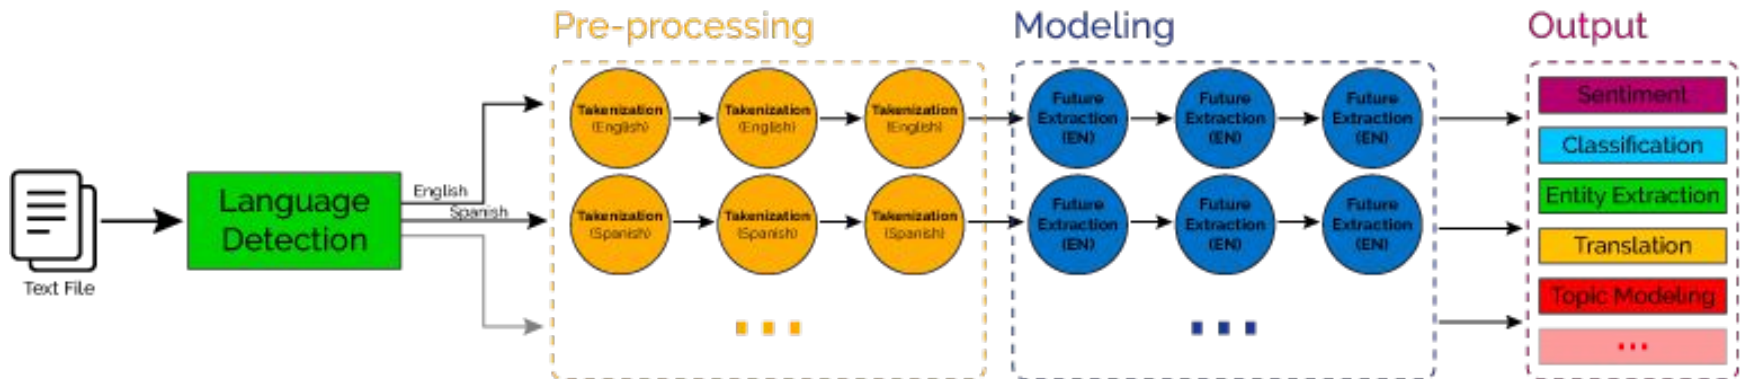 Pre-processing
Modeling
Output
Takenization
(English)
Takenization
(English)
Takenization
(English)
Future
Extraction
(EN)
Future
Extraction
(EN)
Future
Extraction
(EN)
Sentiment
Classification
English
Spanish
Language
Detection
Text File
Takenization
(Spanish)
Takenization
(Spanish)
Takenization
(Spanish)
Future
Extraction
(EN)
Future
Extraction
(EN)
Future
Extraction
(EN)
Entity Extraction
Translation
Topic Modeling
...
...
...